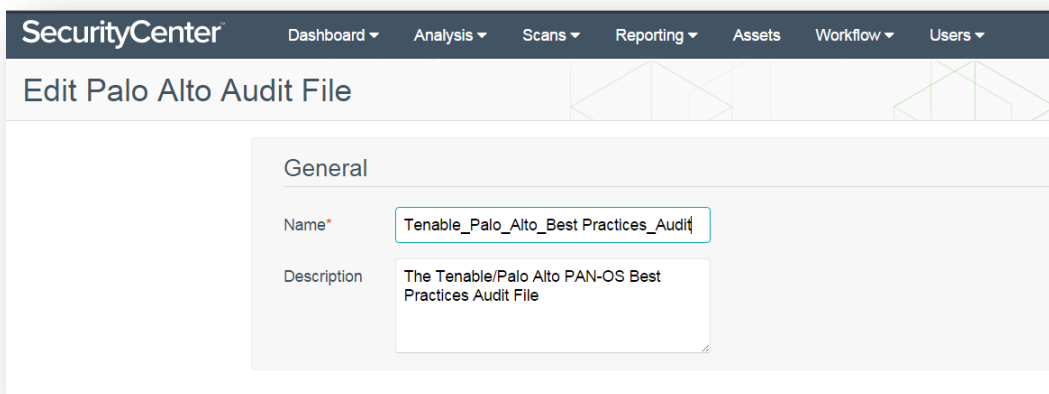 SecurityCenter™ Dashboard Analysis Scans Reporting Assets Workflow Users
Edit Palo Alto Audit File
General
Name* Tenable_Palo_Alto_Best Practices_Audit
Description The Tenable/Palo Alto PAN-OS Best
Practices Audit File